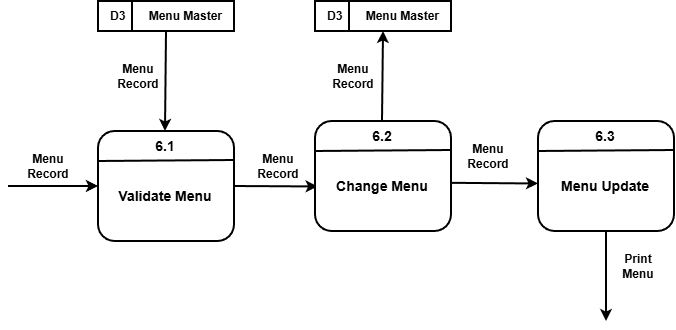 D3 Menu Master
D3 Menu Master
Menu
Record
Menu
Record
6.1
6.2
6.3
Menu
Record
Validate Menu
Menu
Record
Change Menu
Menu
Record
Menu Update
Print
Menu